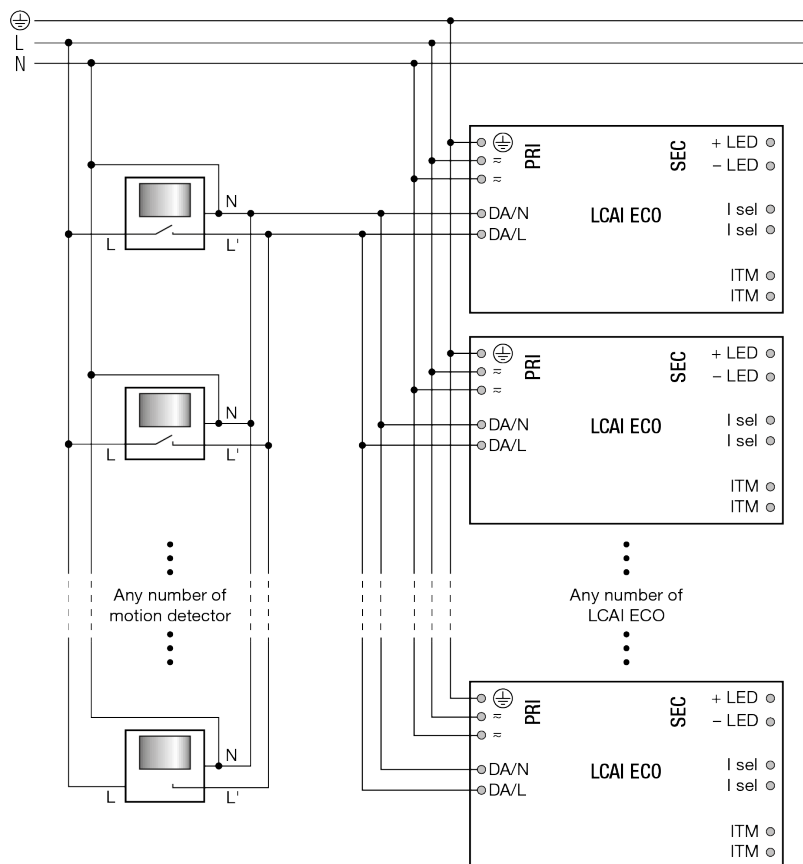 L
N
PRI
SEC
+ LED
– LED
DA/N
DA/L
LCAI ECO
I sel
I sel
ITM
ITM
N
L
L'
PRI
SEC
+ LED
– LED
DA/N
DA/L
LCAI ECO
I sel
I sel
ITM
ITM
N
L
L'
Any number of
motion detector
Any number of
LCAI ECO
PRI
SEC
+ LED
– LED
DA/N
DA/L
LCAI ECO
I sel
I sel
ITM
ITM
N
L
L'